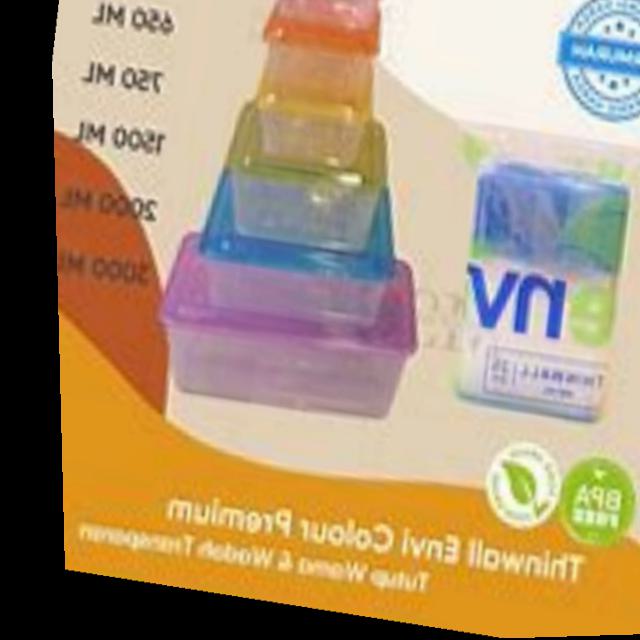 650 ML
750 ML
1500 ML
2000 ML
3000 ML
env
THINWALL
BPA
FREE
Thinwall Envi Colour Premium
Tutup Warna & Wadah Transparan